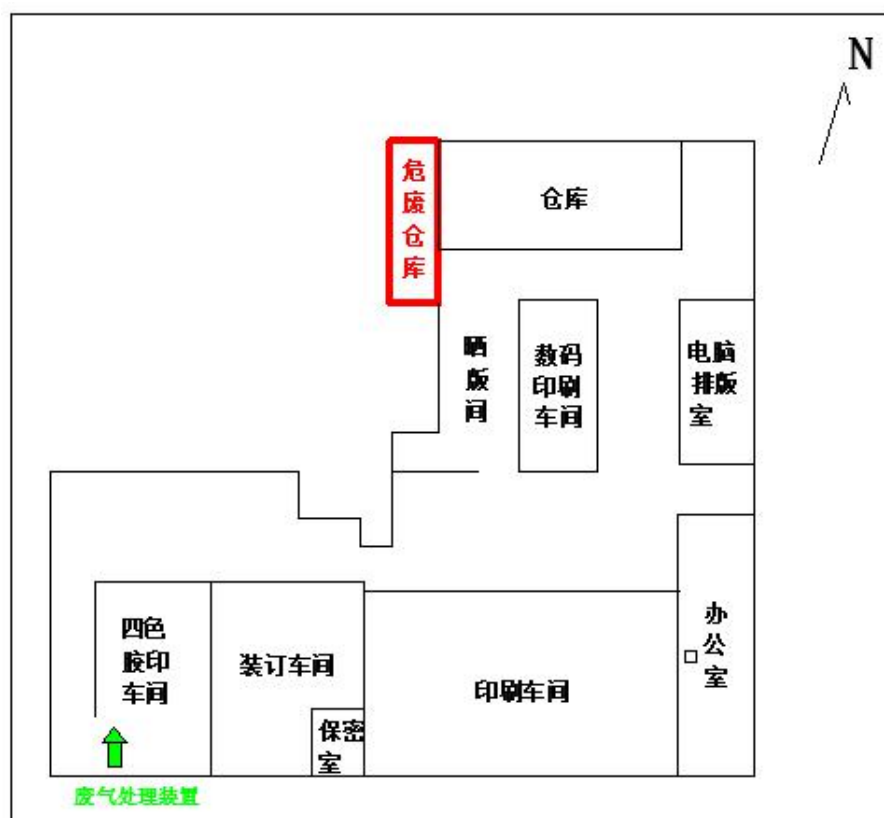 N
危
废
仓
库
仓库
晒
版
间
数码
印刷
车间
电脑
排版
室
四色
胶印
车间
装订车间
保密
室
印刷车间
办
公
室
废气处理装置